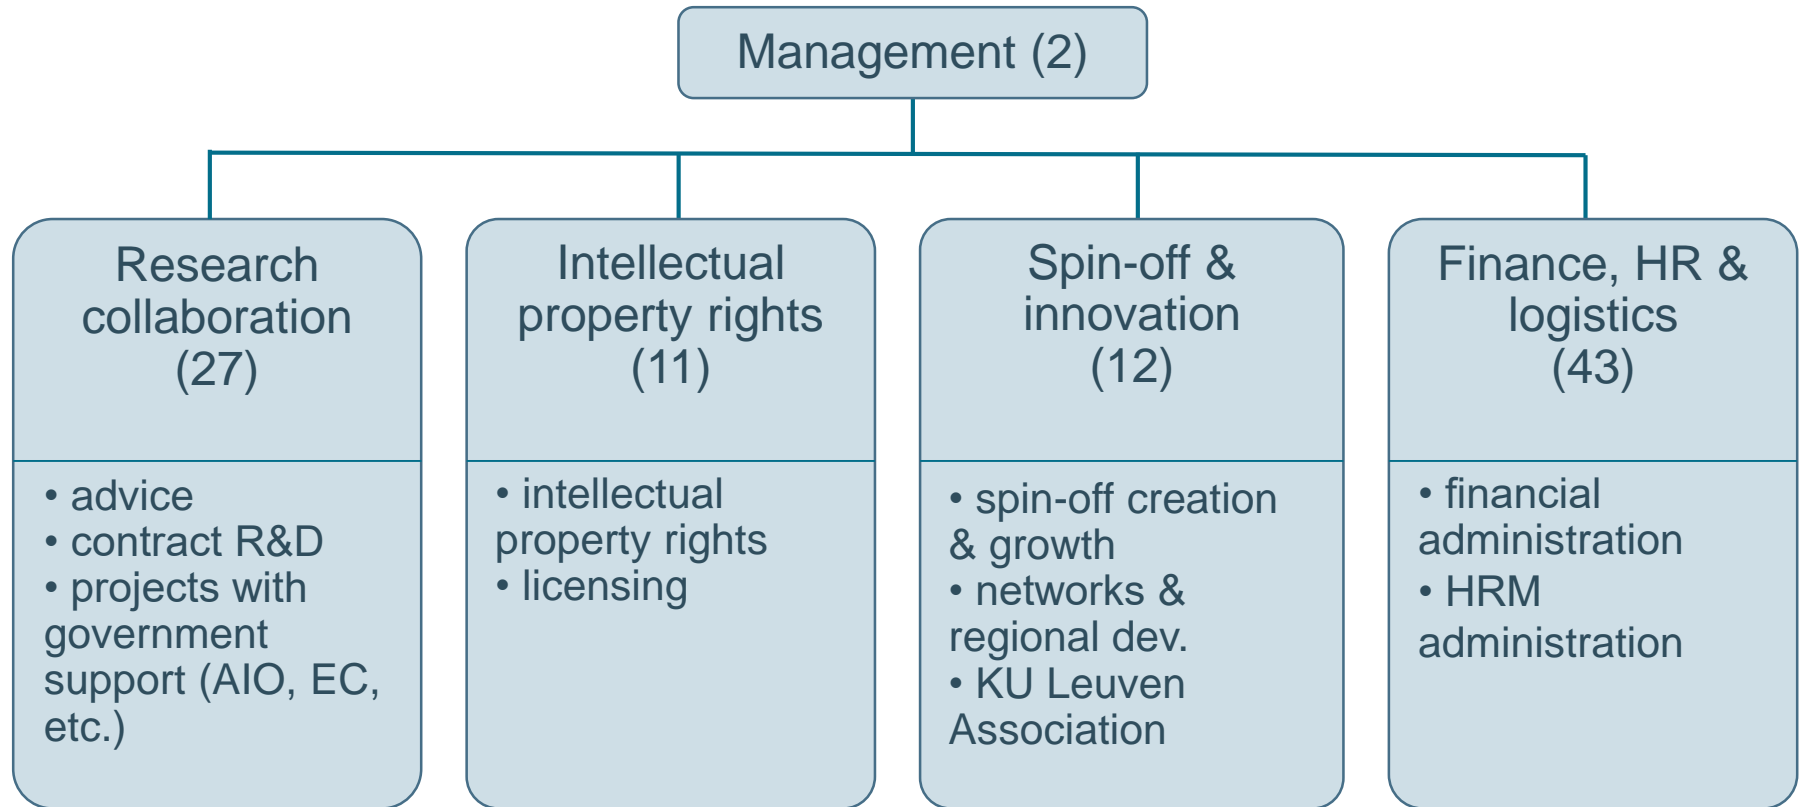 Management (2)
Research
collaboration
(27)
• advice
• contract R&D
• projects with
government
support (AIO, EC,
etc.)
Intellectual
property rights
(11)
• intellectual
property rights
• licensing
Spin-off &
innovation
(12)
• spin-off creation
& growth
• networks &
regional dev.
• KU Leuven
Association
Finance, HR &
logistics
(43)
• financial
administration
• HRM
administration